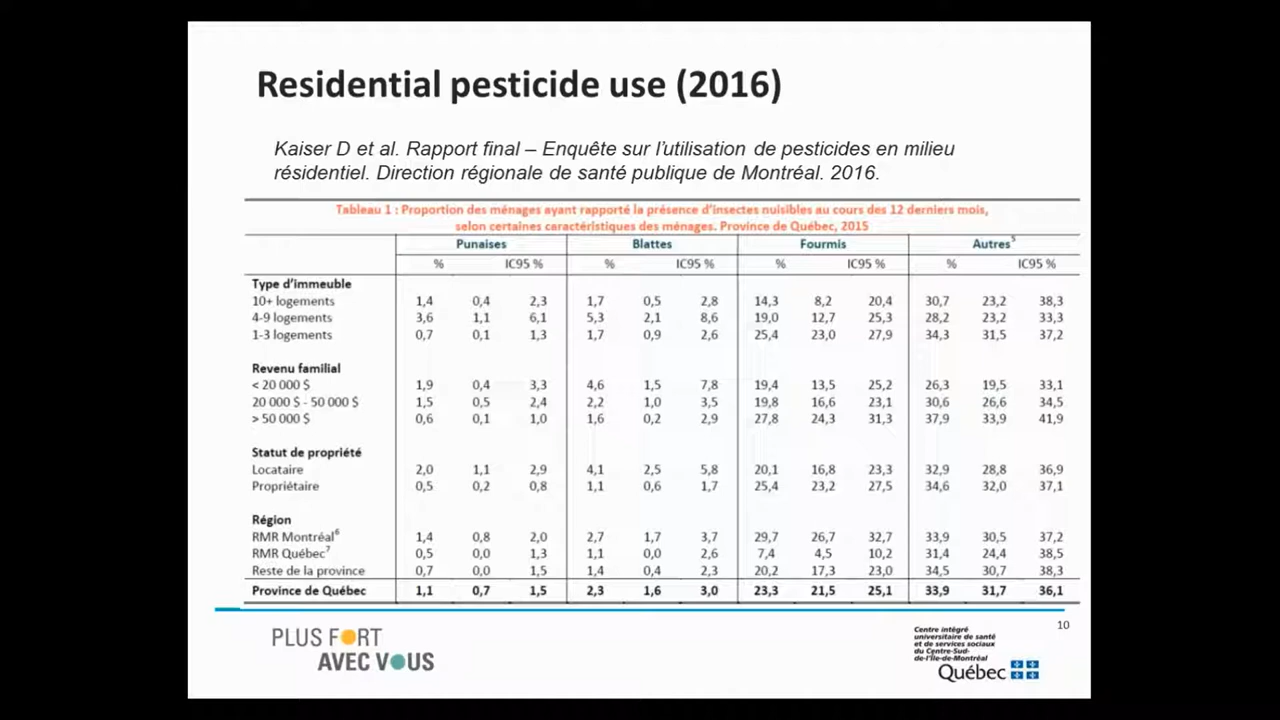 Residential pesticide use (2016)
Kaiser D et al. Rapport final – Enquête sur l'utilisation de pesticides en milieu
résidentiel. Direction régionale de santé publique de Montréal. 2016.
Tableau 1 : Proportion des ménages ayant rapporté la présence d'insectes nuisibles au cours des 12 derniers mois,
selon certaines caractéristiques des ménages. Province de Québec, 2015
Punaises Blattes Fourmis Autres5
% IC95 % % IC95 % % IC95 % % IC95 %
Type d'immeuble
10+ logements 1,4 0,4 2,3 1,7 0,5 2,8 14,3 8,2 20,4 30,7 23,2 38,3
4-9 logements 3,6 1,1 6,1 5,3 2,1 8,6 19,0 12,7 25,3 28,2 23,2 33,3
1-3 logements 0,7 0,1 1,3 1,7 0,9 2,6 25,4 23,0 27,9 34,3 31,5 37,2
Revenu familial
< 20 000 $ 1,9 0,4 3,3 4,6 1,5 7,8 19,4 13,5 25,2 26,3 19,5 33,1
20 000 $ - 50 000 $ 1,5 0,5 2,4 2,2 1,0 3,5 19,8 16,6 23,1 30,6 26,6 34,5
> 50 000 $ 0,6 0,1 1,0 1,6 0,2 2,9 27,8 24,3 31,3 37,9 33,9 41,9
Statut de propriété
Locataire 2,0 1,1 2,9 4,1 2,5 5,8 20,1 16,8 23,3 32,9 28,8 36,9
Propriétaire 0,5 0,2 0,8 1,1 0,6 1,7 25,4 23,2 27,5 34,6 32,0 37,1
Région
RMR Montréal6 1,4 0,8 2,0 2,7 1,7 3,7 29,7 26,7 32,7 33,9 30,5 37,2
RMR Québec7 0,5 0,0 1,3 1,1 0,0 2,6 7,4 4,5 10,2 31,4 24,4 38,5
Reste de la province 0,7 0,0 1,5 1,4 0,4 2,3 20,2 17,3 23,0 34,5 30,7 38,3
Province de Québec 1,1 0,7 1,5 2,3 1,6 3,0 23,3 21,5 25,1 33,9 31,7 36,1
10
PLUS FORT
AVEC VOUS
Centre intégré
universitaire de santé
et de services sociaux
du Centre-Sud-
de-l'Île-de-Montréal
Québec